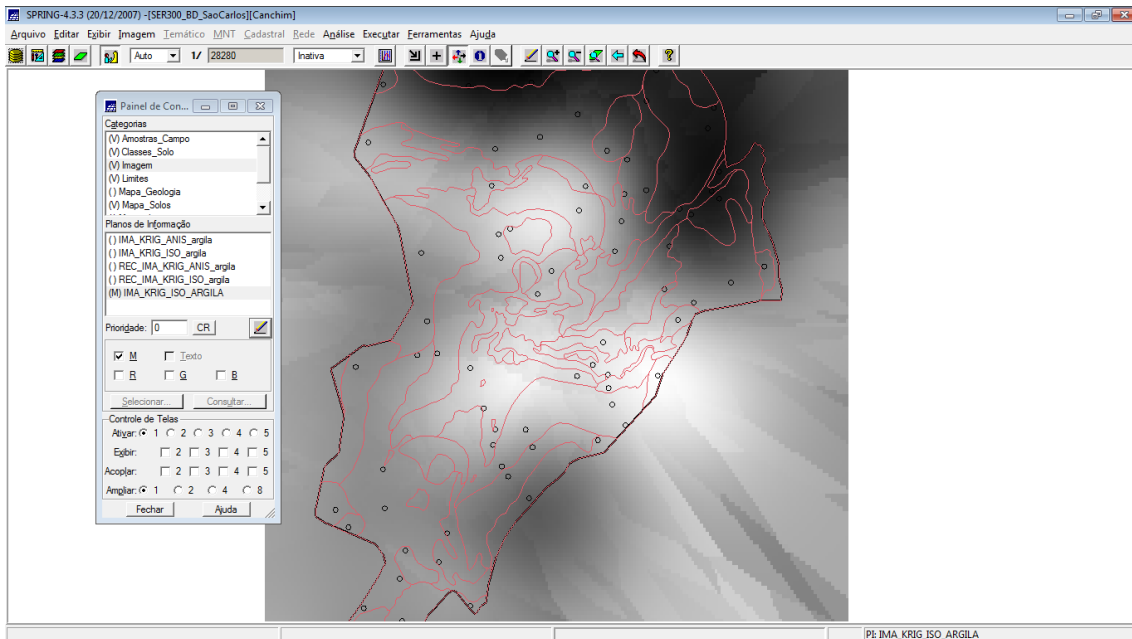 SPRING-4.3.3 (20/12/2007) -[SER300_BD_SaoCarlos][Canchim]
Arquivo Editar Exibir Imagem Temático MNT Cadastral Rede Análise Executar Ferramentas Ajuda
Auto 1/ 28280 Inativa
Painel de Con...
Categorias
(V) Amostras_Campo
(V) Classes_Solo
(V) Imagem
(V) Limites
() Mapa_Geologia
(V) Mapa_Solos
Planos de Informação
() IMA_KRIG_ANIS_argila
() IMA_KRIG_ISO_argila
() REC_IMA_KRIG_ANIS_argila
() REC_IMA_KRIG_ISO_argila
(M) IMA_KRIG_ISO_ARGILA
Prioridade: 0 CR
M Texto
R G B
Selecionar... Consultar...
Controle de Telas
Ativar: 1 2 3 4 5
Exibir: 2 3 4 5
Acoplar: 2 3 4 5
Ampliar: 1 2 4 8
Fechar Ajuda
PI: IMA_KRIG_ISO_ARGILA